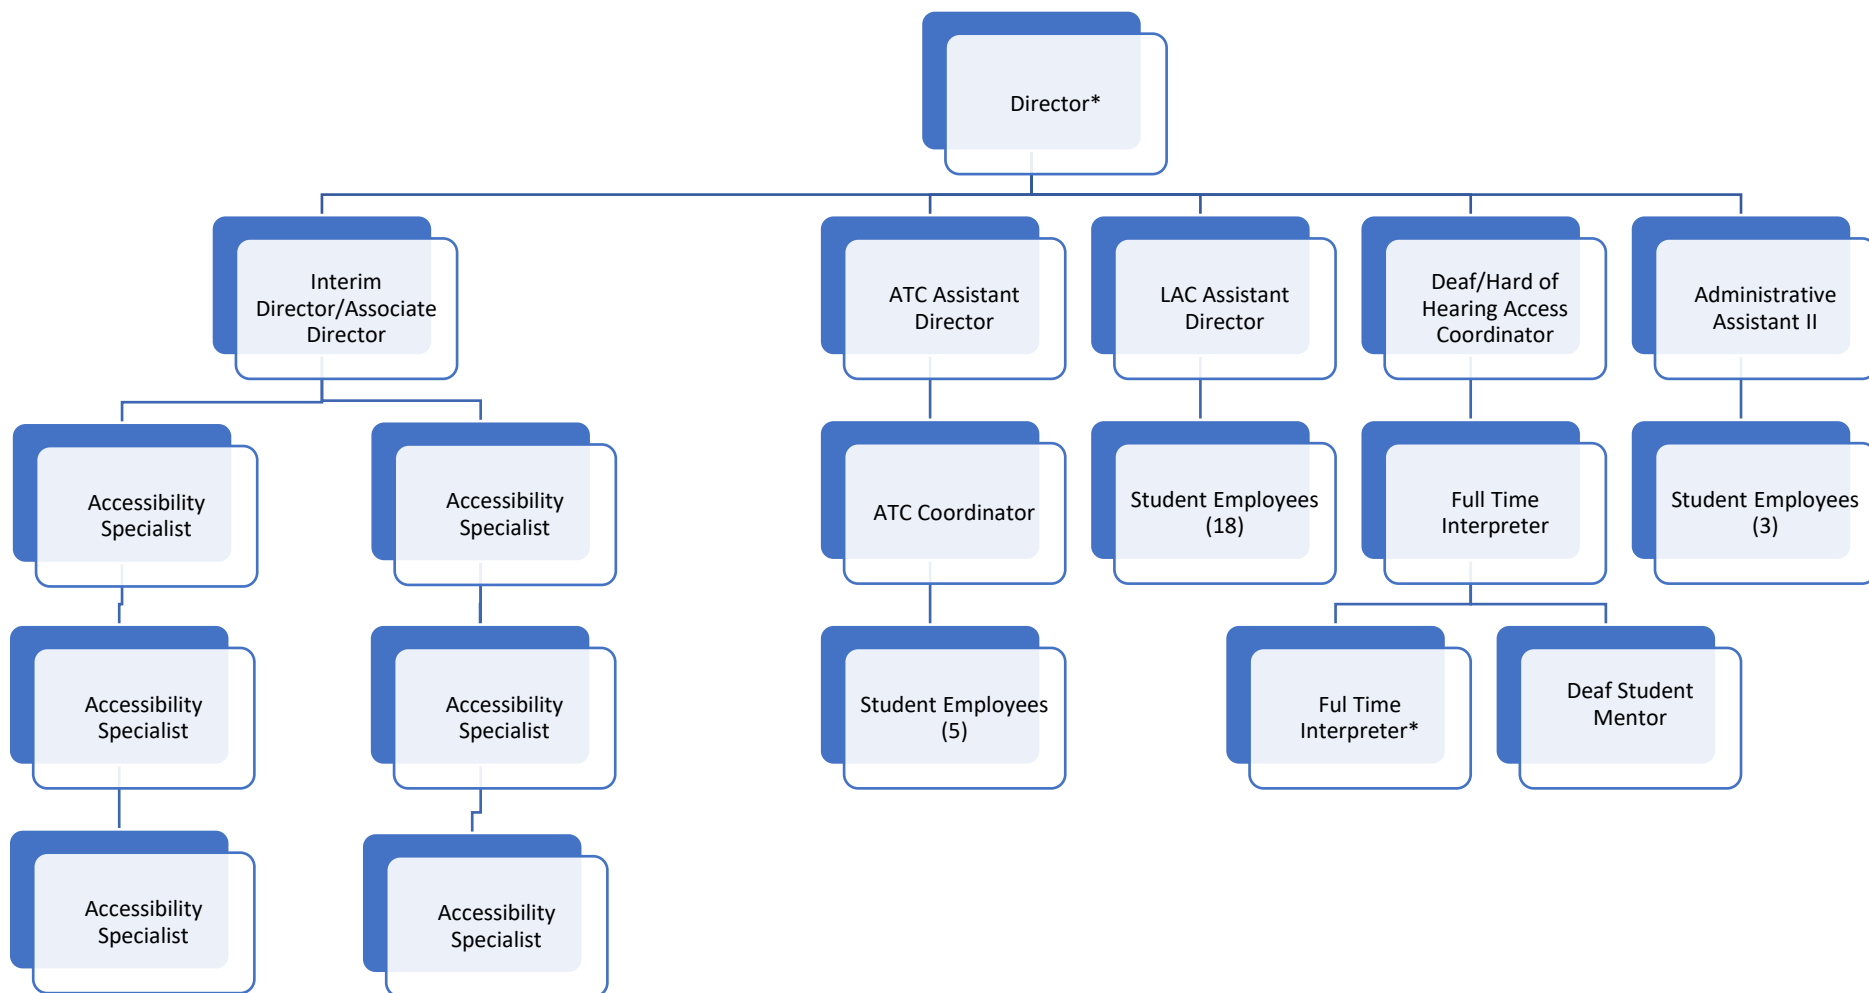 Director*
Interim
Director/Associate
Director
ATC Assistant
Director
LAC Assistant
Director
Deaf/Hard of
Hearing Access
Coordinator
Administrative
Assistant II
Accessibility
Specialist
Accessibility
Specialist
ATC Coordinator
Student Employees
(18)
Full Time
Interpreter
Student Employees
(3)
Accessibility
Specialist
Accessibility
Specialist
Student Employees
(5)
Ful Time
Interpreter*
Deaf Student
Mentor
Accessibility
Specialist
Accessibility
Specialist